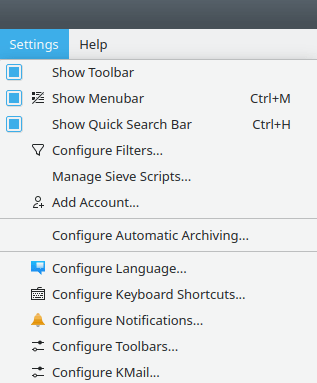 Settings Help
Show Toolbar
Show Menubar Ctrl+M
Show Quick Search Bar Ctrl+H
Configure Filters...
Manage Sieve Scripts...
Add Account...
Configure Automatic Archiving...
Configure Language...
Configure Keyboard Shortcuts...
Configure Notifications...
Configure Toolbars...
Configure KMail...